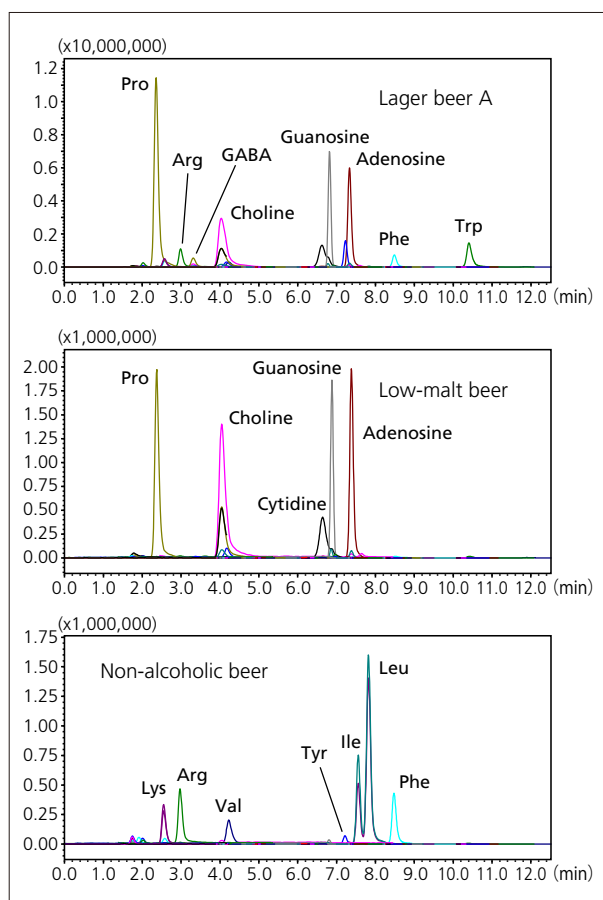 (x10,000,000)
1.2
1.0
0.8
0.6
0.4
0.2
0.0
Pro
Arg
GABA
Choline
Guanosine
Adenosine
Phe
Trp
Lager beer A
0.0 1.0 2.0 3.0 4.0 5.0 6.0 7.0 8.0 9.0 10.0 11.0 12.0 (min)
(x1,000,000)
2.00
1.75
1.50
1.25
1.00
0.75
0.50
0.25
0.00
Pro
Choline
Cytidine
Guanosine
Adenosine
Low-malt beer
0.0 1.0 2.0 3.0 4.0 5.0 6.0 7.0 8.0 9.0 10.0 11.0 12.0 (min)
(x1,000,000)
1.75
1.50
1.25
1.00
0.75
0.50
0.25
0.00
Non-alcoholic beer
Lys
Arg
Val
Tyr
Ile
Leu
Phe
0.0 1.0 2.0 3.0 4.0 5.0 6.0 7.0 8.0 9.0 10.0 11.0 12.0 (min)